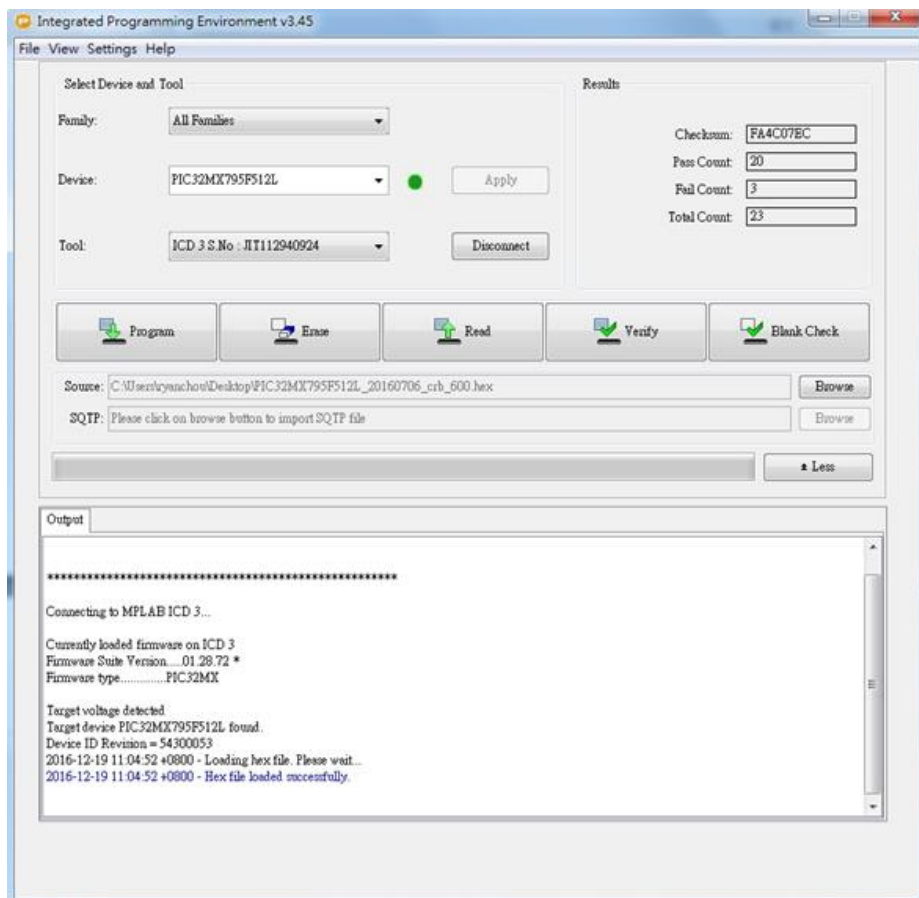 Integrated Programming Environment v3.45
File View Settings Help
Select Device and Tool
Results
Family: All Families
Checksum: FA4C07EC
Pass Count: 20
Device: PIC32MX795F512L Apply
Fail Count: 3
Total Count: 23
Tool: ICD 3 S.No : JIT112940924 Disconnect
Program Erase Read Verify Blank Check
Source: C:\Users\ryanchou\Desktop\PIC32MX795F512L_20160706_crb_600.hex Browse
SQTP: Please click on browse button to import SQTP file Browse
Less
Output
*****************************************************
Connecting to MPLAB ICD 3...
Currently loaded firmware on ICD 3
Firmware Suite Version.....01.28.72 *
Firmware type..............PIC32MX
Target voltage detected
Target device PIC32MX795F512L found.
Device ID Revision = 54300053
2016-12-19 11:04:52 +0800 - Loading hex file. Please wait...
2016-12-19 11:04:52 +0800 - Hex file loaded successfully.